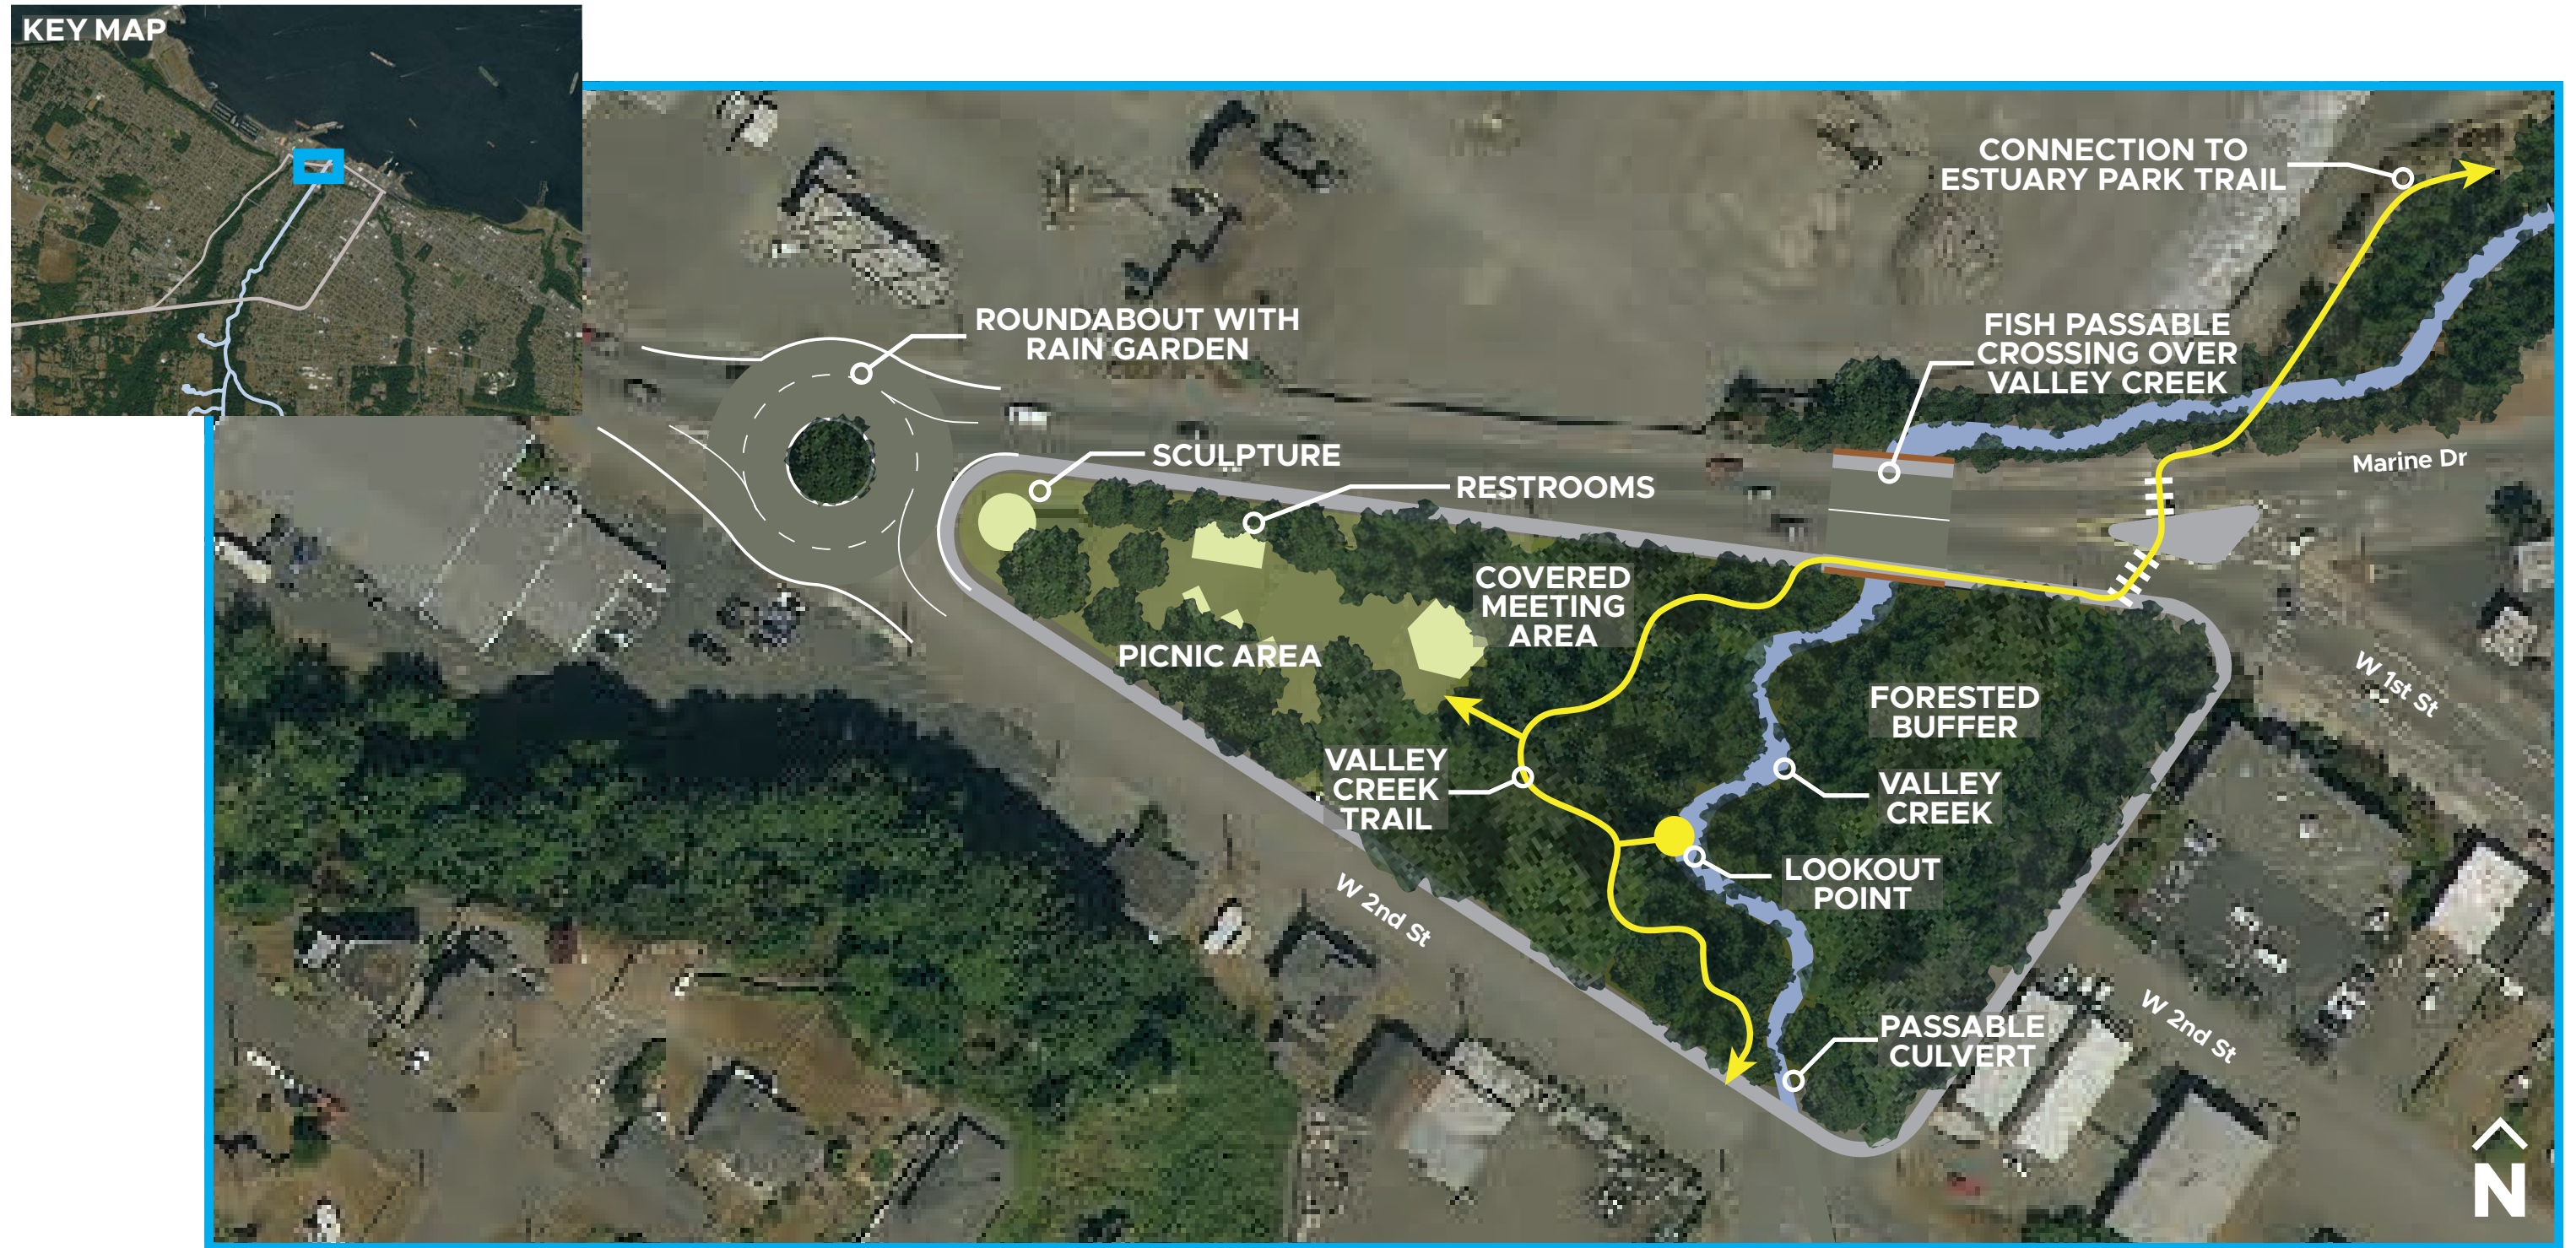 KEY MAP
CONNECTION TO
ESTUARY PARK TRAIL
ROUNDABOUT WITH
RAIN GARDEN
FISH PASSABLE
CROSSING OVER
VALLEY CREEK
SCULPTURE
RESTROOMS
Marine Dr
COVERED
MEETING
AREA
PICNIC AREA
W 1st St
FORESTED
BUFFER
VALLEY
CREEK
TRAIL
VALLEY
CREEK
LOOKOUT
POINT
W 2nd St
PASSABLE
CULVERT
W 2nd St
N